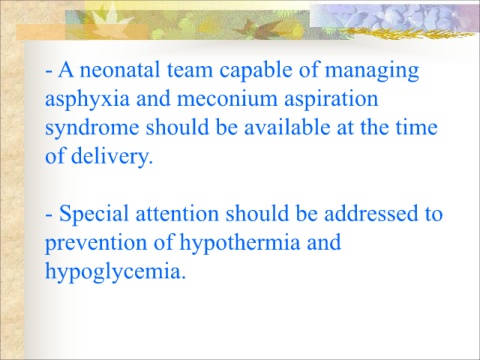 - A neonatal team capable of managing
asphyxia and meconium aspiration
syndrome should be available at the time
of delivery.
- Special attention should be addressed to
prevention of hypothermia and
hypoglycemia.